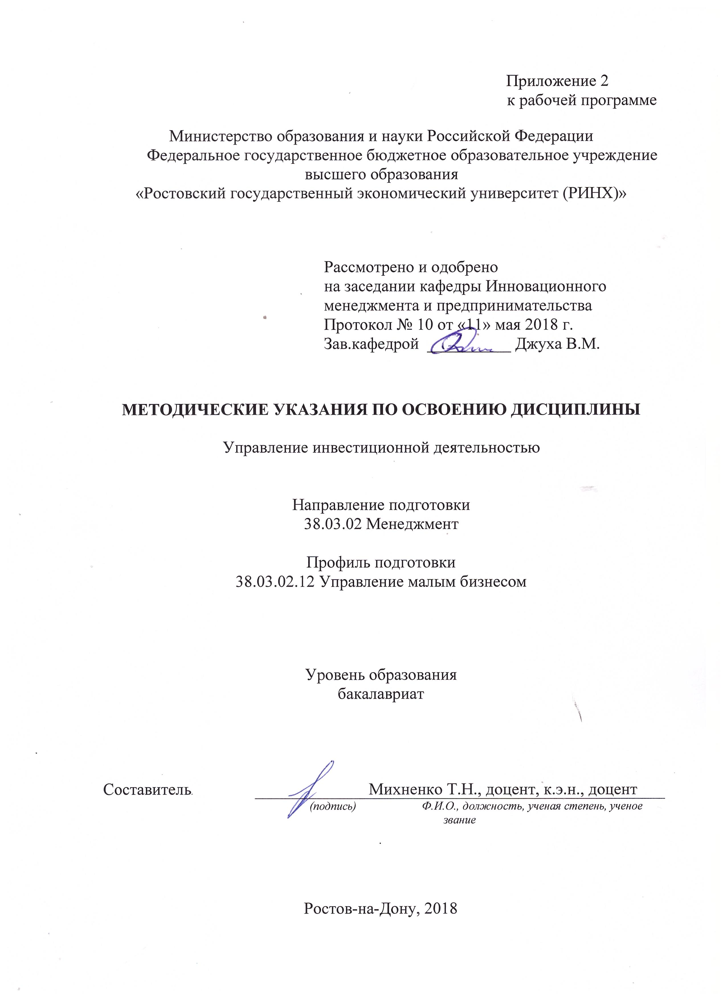 Приложение 2
к рабочей программе
Министерство образования и науки Российской Федерации
Федеральное государственное бюджетное образовательное учреждение
высшего образования
«Ростовский государственный экономический университет (РИНХ)»
Рассмотрено и одобрено
на заседании кафедры Инновационного
менеджмента и предпринимательства
Протокол № 10 от «11» мая 2018 г.
Зав.кафедрой __________ Джуха В.М.
МЕТОДИЧЕСКИЕ УКАЗАНИЯ ПО ОСВОЕНИЮ ДИСЦИПЛИНЫ
Управление инвестиционной деятельностью
Направление подготовки
38.03.02 Менеджмент
Профиль подготовки
38.03.02.12 Управление малым бизнесом
Уровень образования
бакалавриат
Составитель Михненко Т.Н., доцент, к.э.н., доцент
(подпись) Ф.И.О., должность, ученая степень, ученое
звание
Ростов-на-Дону, 2018